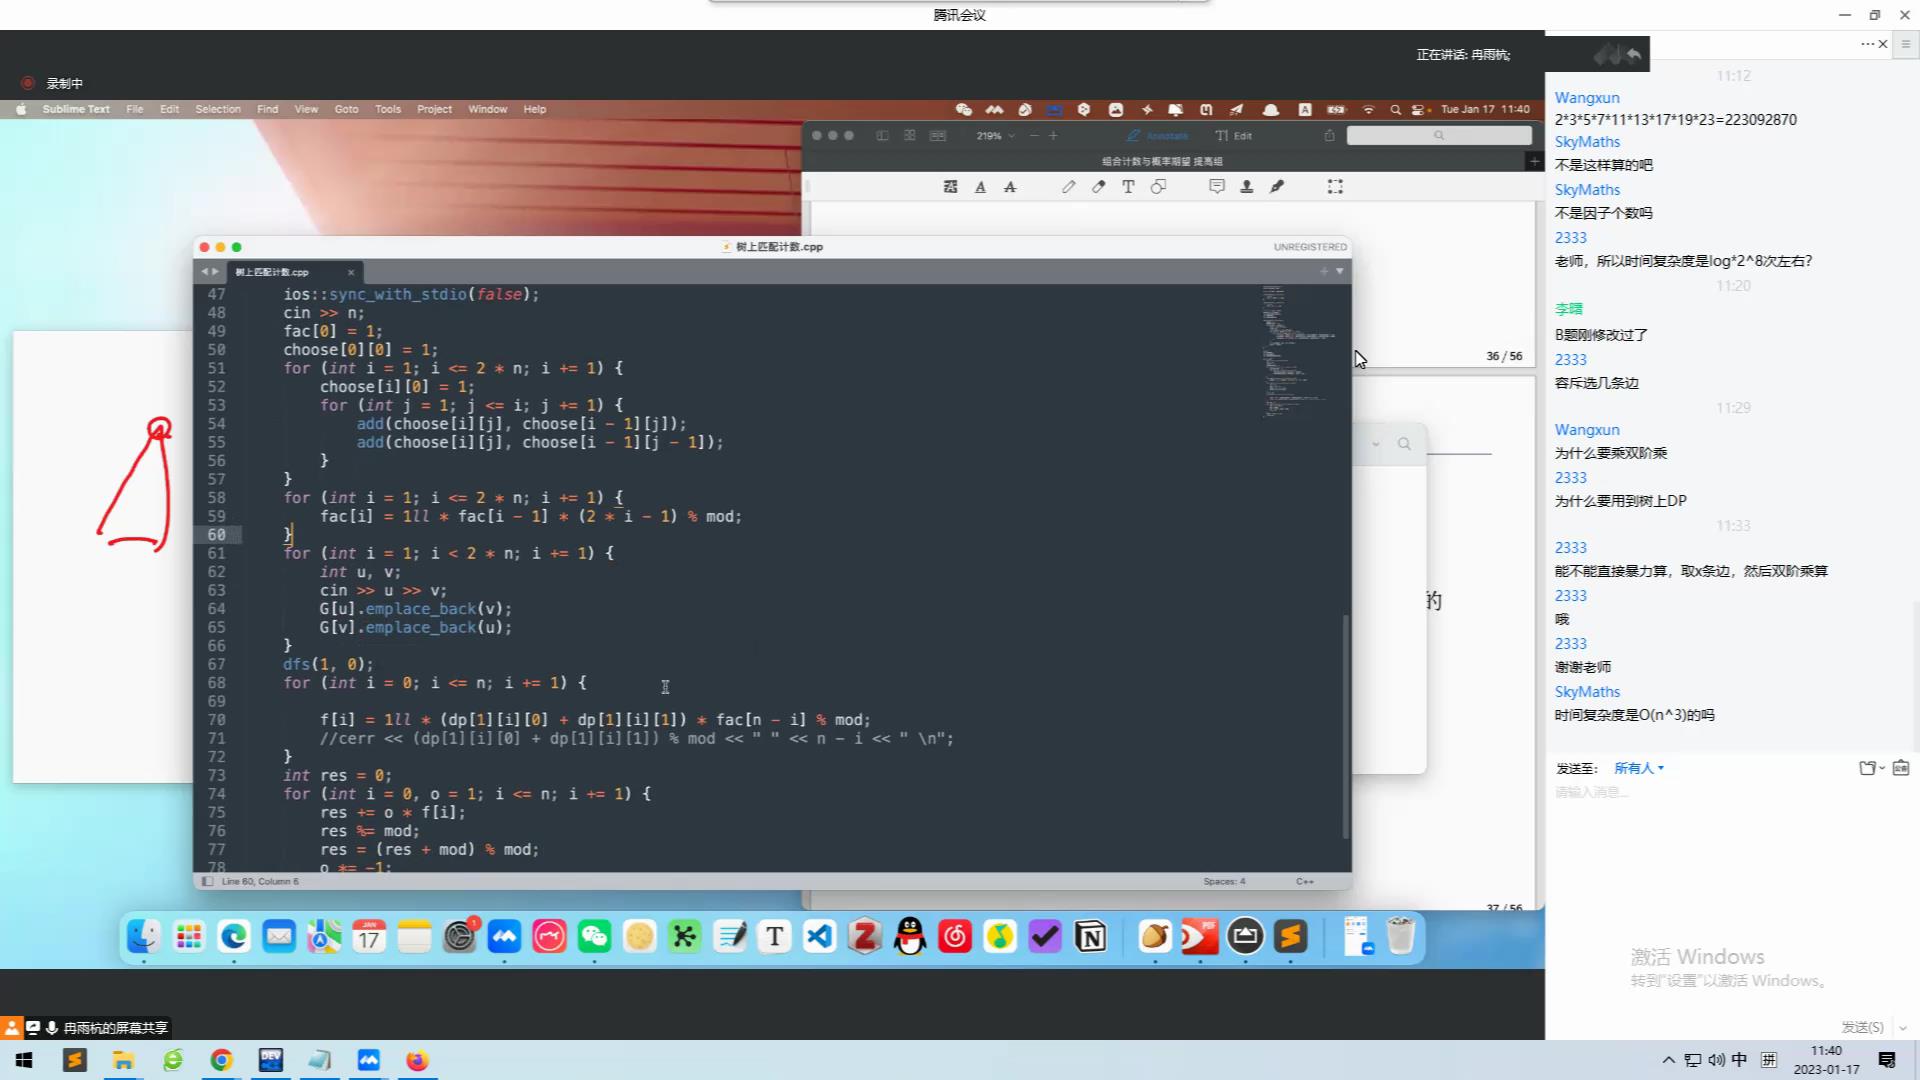 腾讯会议
正在讲话: 冉雨杭;
录制中
Sublime Text File Edit Selection Find View Goto Tools Project Window Help
Tue Jan 17 11:40
219%
Annotate
Edit
组合计数与概率期望 提高组
36 / 56
的
37 / 56
树上匹配计数.cpp
UNREGISTERED
树上匹配计数.cpp
47 ios::sync_with_stdio(false);
48 cin >> n;
49 fac[0] = 1;
50 choose[0][0] = 1;
51 for (int i = 1; i <= 2 * n; i += 1) {
52 choose[i][0] = 1;
53 for (int j = 1; j <= i; j += 1) {
54 add(choose[i][j], choose[i - 1][j]);
55 add(choose[i][j], choose[i - 1][j - 1]);
56 }
57 }
58 for (int i = 1; i <= 2 * n; i += 1) {
59 fac[i] = 1ll * fac[i - 1] * (2 * i - 1) % mod;
60 }
61 for (int i = 1; i < 2 * n; i += 1) {
62 int u, v;
63 cin >> u >> v;
64 G[u].emplace_back(v);
65 G[v].emplace_back(u);
66 }
67 dfs(1, 0);
68 for (int i = 0; i <= n; i += 1) {
69
70 f[i] = 1ll * (dp[1][i][0] + dp[1][i][1]) * fac[n - i] % mod;
71 //cerr << (dp[1][i][0] + dp[1][i][1]) % mod << " " << n - i << " \n";
72 }
73 int res = 0;
74 for (int i = 0, o = 1; i <= n; i += 1) {
75 res += o * f[i];
76 res %= mod;
77 res = (res + mod) % mod;
78 o *= -1;
Line 60, Column 6
Spaces: 4
C++
JAN
17
冉雨杭的屏幕共享
11:12
Wangxun
2*3*5*7*11*13*17*19*23=223092870
SkyMaths
不是这样算的吧
SkyMaths
不是因子个数吗
2333
老师，所以时间复杂度是log*2^8次左右？
11:20
李曙
B题刚修改过了
2333
容斥选几条边
11:29
Wangxun
为什么要乘双阶乘
2333
为什么要用到树上DP
11:33
2333
能不能直接暴力算，取x条边，然后双阶乘算
2333
哦
2333
谢谢老师
SkyMaths
时间复杂度是O(n^3)的吗
发送至: 所有人
请输入消息...
激活 Windows
转到"设置"以激活 Windows。
发送(S)
DEV
中
拼
11:40
2023-01-17